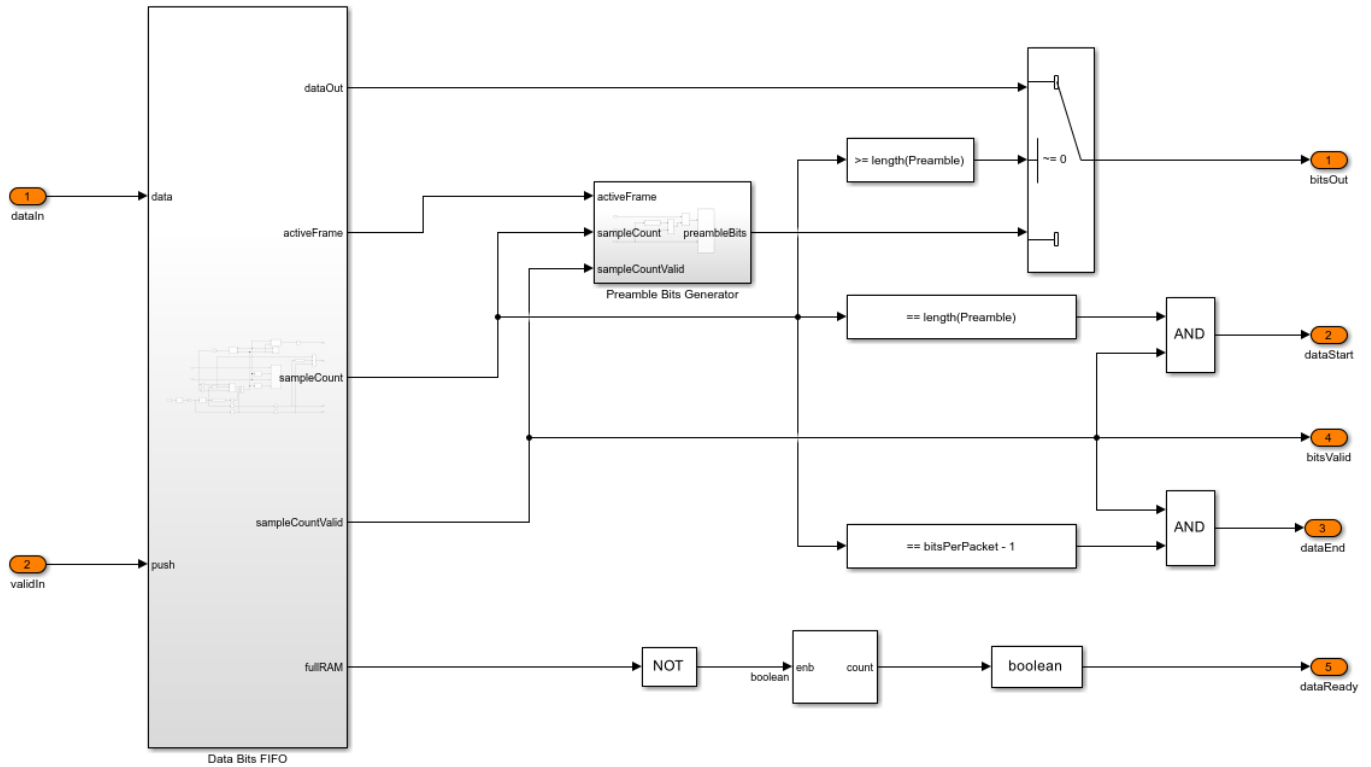 1
dataIn
2
validIn
data
push
dataOut
activeFrame
sampleCount
sampleCountValid
fullRAM
Data Bits FIFO
activeFrame
sampleCount
sampleCountValid
preambleBits
Preamble Bits Generator
>= length(Preamble)
~= 0
== length(Preamble)
== bitsPerPacket - 1
AND
AND
NOT
boolean
enb
count
boolean
1
bitsOut
2
dataStart
4
bitsValid
3
dataEnd
5
dataReady